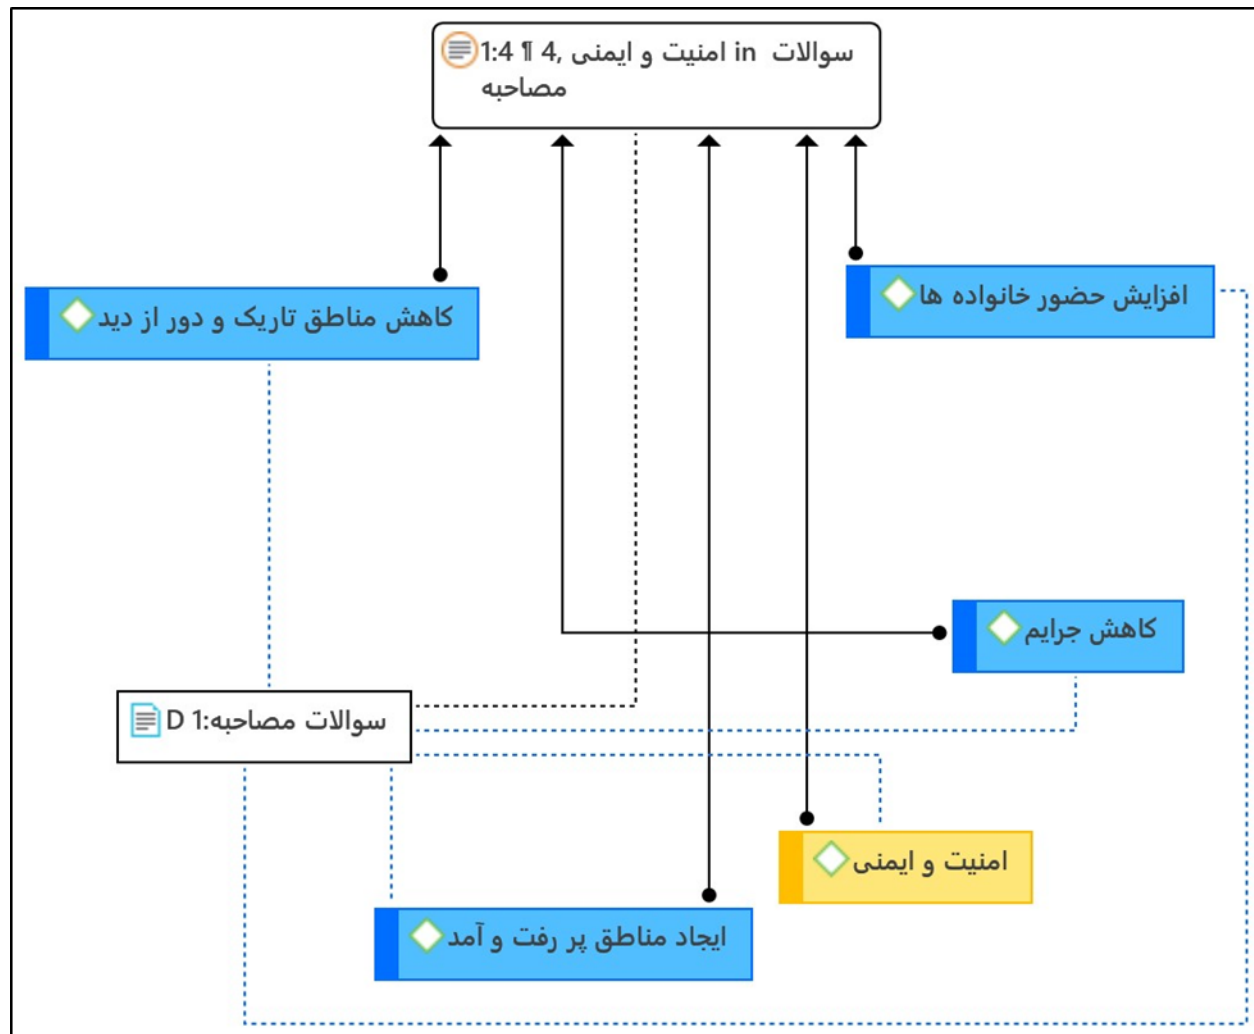 1:4 ¶ 4, امنیت و ایمنی in سوالات
مصاحبه
افزایش حضور خانواده ها
کاهش مناطق تاریک و دور از دید
کاهش جرایم
D 1: سوالات مصاحبه
امنیت و ایمنی
ایجاد مناطق پر رفت و آمد